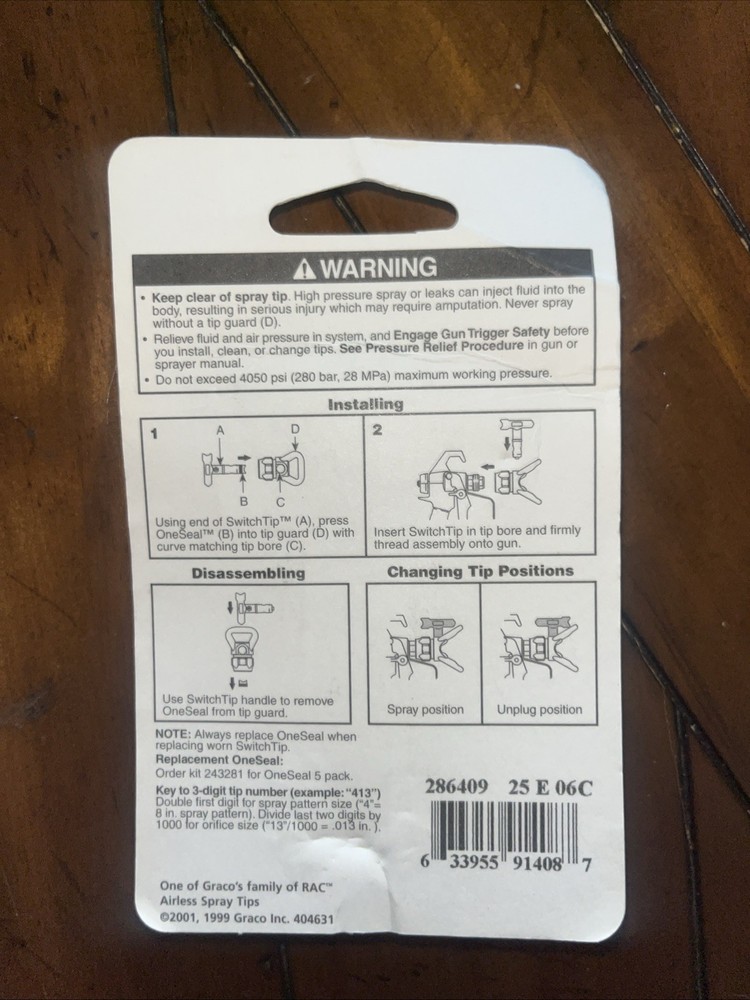 ⚠ WARNING
• Keep clear of spray tip. High pressure spray or leaks can inject fluid into the
body, resulting in serious injury which may require amputation. Never spray
without a tip guard (D).
• Relieve fluid and air pressure in system, and Engage Gun Trigger Safety before
you install, clean, or change tips. See Pressure Relief Procedure in gun or
sprayer manual.
• Do not exceed 4050 psi (280 bar, 28 MPa) maximum working pressure.
Installing
1
A
D
B
C
Using end of SwitchTip™ (A), press
OneSeal™ (B) into tip guard (D) with
curve matching tip bore (C).
2
Insert SwitchTip in tip bore and firmly
thread assembly onto gun.
Disassembling
Use SwitchTip handle to remove
OneSeal from tip guard.
Changing Tip Positions
Spray position
Unplug position
NOTE: Always replace OneSeal when
replacing worn SwitchTip.
Replacement OneSeal:
Order kit 243281 for OneSeal 5 pack.
Key to 3-digit tip number (example: "413")
Double first digit for spray pattern size ("4"=
8 in. spray pattern). Divide last two digits by
1000 for orifice size ("13"/1000 = .013 in. ).
286409 25 E 06C
6 33955 91408 7
One of Graco's family of RAC™
Airless Spray Tips
©2001, 1999 Graco Inc. 404631